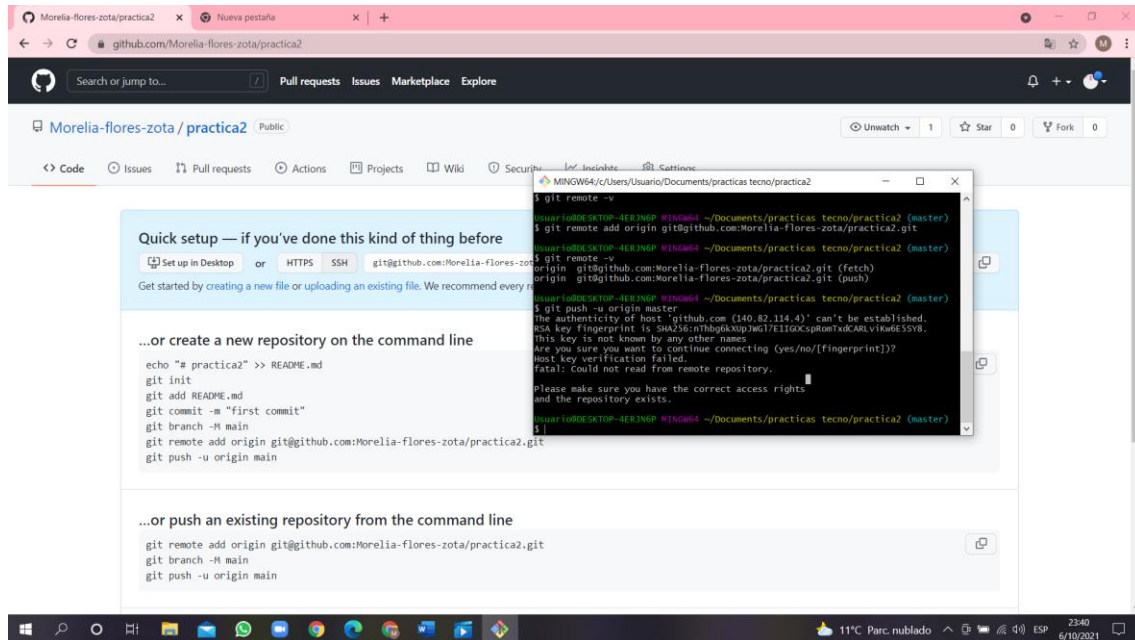 Morelia-flores-zota/practica2
Nueva pestaña
github.com/Morelia-flores-zota/practica2
M
Search or jump to...
/
Pull requests Issues Marketplace Explore
Morelia-flores-zota / practica2 Public
Unwatch 1 Star 0 Fork 0
Code Issues Pull requests Actions Projects Wiki Security Insights Settings
Quick setup — if you've done this kind of thing before
Set up in Desktop or HTTPS SSH git@github.com:Morelia-flores-zot
Get started by creating a new file or uploading an existing file. We recommend every re
...or create a new repository on the command line
echo "# practica2" >> README.md
git init
git add README.md
git commit -m "first commit"
git branch -M main
git remote add origin git@github.com:Morelia-flores-zota/practica2.git
git push -u origin main
...or push an existing repository from the command line
git remote add origin git@github.com:Morelia-flores-zota/practica2.git
git branch -M main
git push -u origin main
MINGW64:/c/Users/Usuario/Documents/practicas tecno/practica2
$ git remote -v
Usuario@DESKTOP-4ERJN6P MINGW64 ~/Documents/practicas tecno/practica2 (master)
$ git remote add origin git@github.com:Morelia-flores-zota/practica2.git
Usuario@DESKTOP-4ERJN6P MINGW64 ~/Documents/practicas tecno/practica2 (master)
$ git remote -v
origin git@github.com:Morelia-flores-zota/practica2.git (fetch)
origin git@github.com:Morelia-flores-zota/practica2.git (push)
Usuario@DESKTOP-4ERJN6P MINGW64 ~/Documents/practicas tecno/practica2 (master)
$ git push -u origin master
The authenticity of host 'github.com (140.82.114.4)' can't be established.
RSA key fingerprint is SHA256:nThbg6kXUpJWGl7E1IGOCspRomTxdCARLviKw6E5SY8.
This key is not known by any other names
Are you sure you want to continue connecting (yes/no/[fingerprint])?
Host key verification failed.
fatal: Could not read from remote repository.
Please make sure you have the correct access rights
and the repository exists.
Usuario@DESKTOP-4ERJN6P MINGW64 ~/Documents/practicas tecno/practica2 (master)
$
11°C Parc. nublado
ESP
23:40
6/10/2021